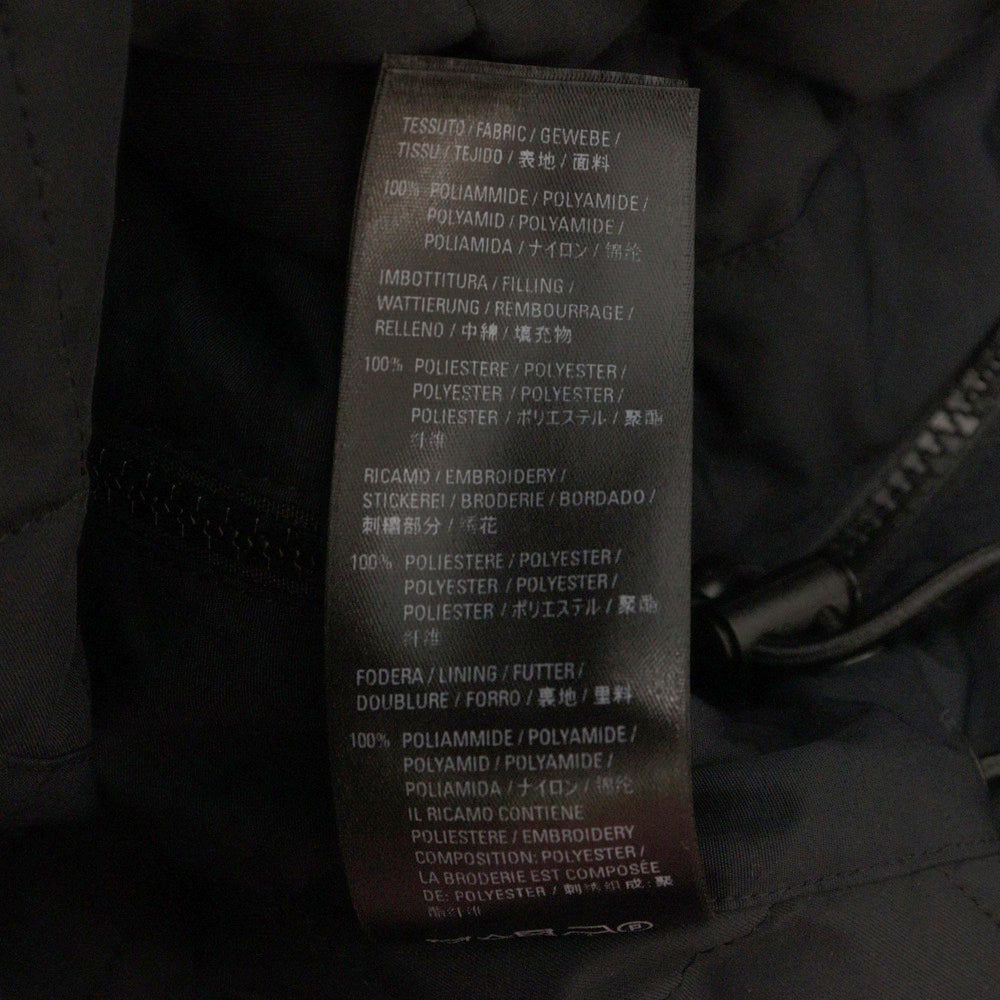 TESSUTO / FABRIC / GEWEBE /
TISSU / TEJIDO / 表地 / 面料
100% POLIAMMIDE / POLYAMIDE /
POLYAMID / POLYAMIDE /
POLIAMIDA / ナイロン / 锦纶
IMBOTTITURA / FILLING /
WATTIERUNG / REMBOURRAGE /
RELLENO / 中綿 / 填充物
100% POLIESTERE / POLYESTER /
POLYESTER / POLYESTER /
POLIESTER / ポリエステル / 聚酯
纤维
RICAMO / EMBROIDERY /
STICKEREI / BRODERIE / BORDADO /
刺繍部分 / 绣花
100% POLIESTERE / POLYESTER /
POLYESTER / POLYESTER /
POLIESTER / ポリエステル / 聚酯
纤维
FODERA / LINING / FUTTER /
DOUBLURE / FORRO / 裏地 / 里料
100% POLIAMMIDE / POLYAMIDE /
POLYAMID / POLYAMIDE /
POLIAMIDA / ナイロン / 锦纶
IL RICAMO CONTIENE
POLIESTERE / EMBROIDERY
COMPOSITION: POLYESTER /
LA BRODERIE EST COMPOSÉE
DE: POLYESTER / 刺绣组成: 聚
酯纤维